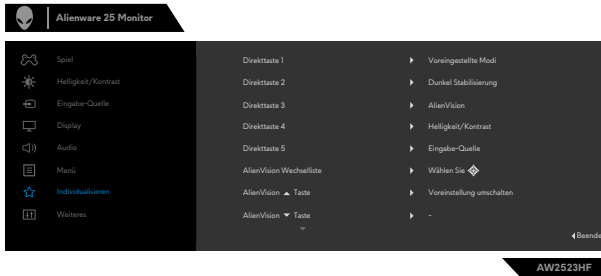 Alienware 25 Monitor
Spiel
Direkttaste 1 Voreingestellte Modi
Helligkeit/Kontrast
Direkttaste 2 Dunkel Stabilisierung
Eingabe-Quelle
Direkttaste 3 AlienVision
Display
Direkttaste 4 Helligkeit/Kontrast
Audio
Direkttaste 5 Eingabe-Quelle
Menü
AlienVision Wechselliste Wählen Sie
Individualisieren
AlienVision Taste Voreinstellung umschalten
Weiteres
AlienVision Taste -
Beende
AW2523HF